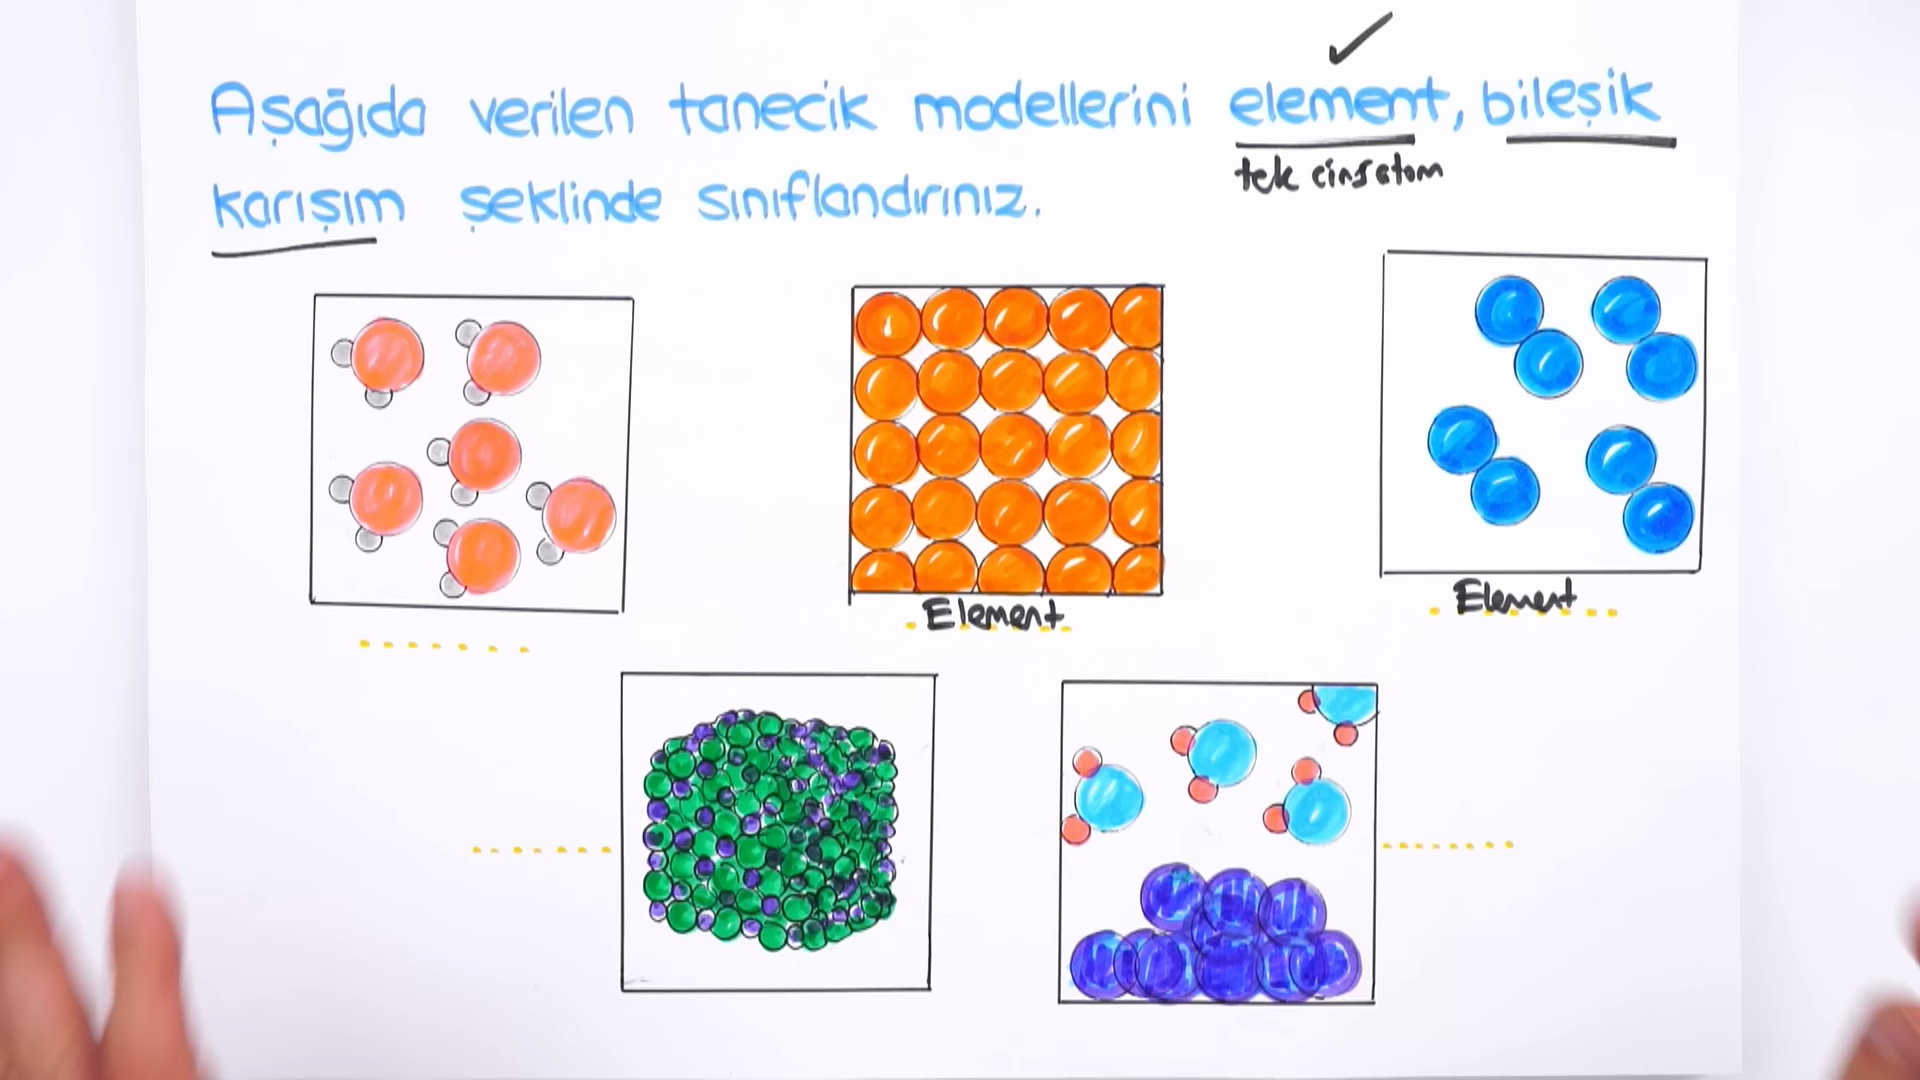 Aşağıda verilen tanecik modellerini element, bileşik
tek cins atom
karışım şeklinde sınıflandırınız.
Element
Element